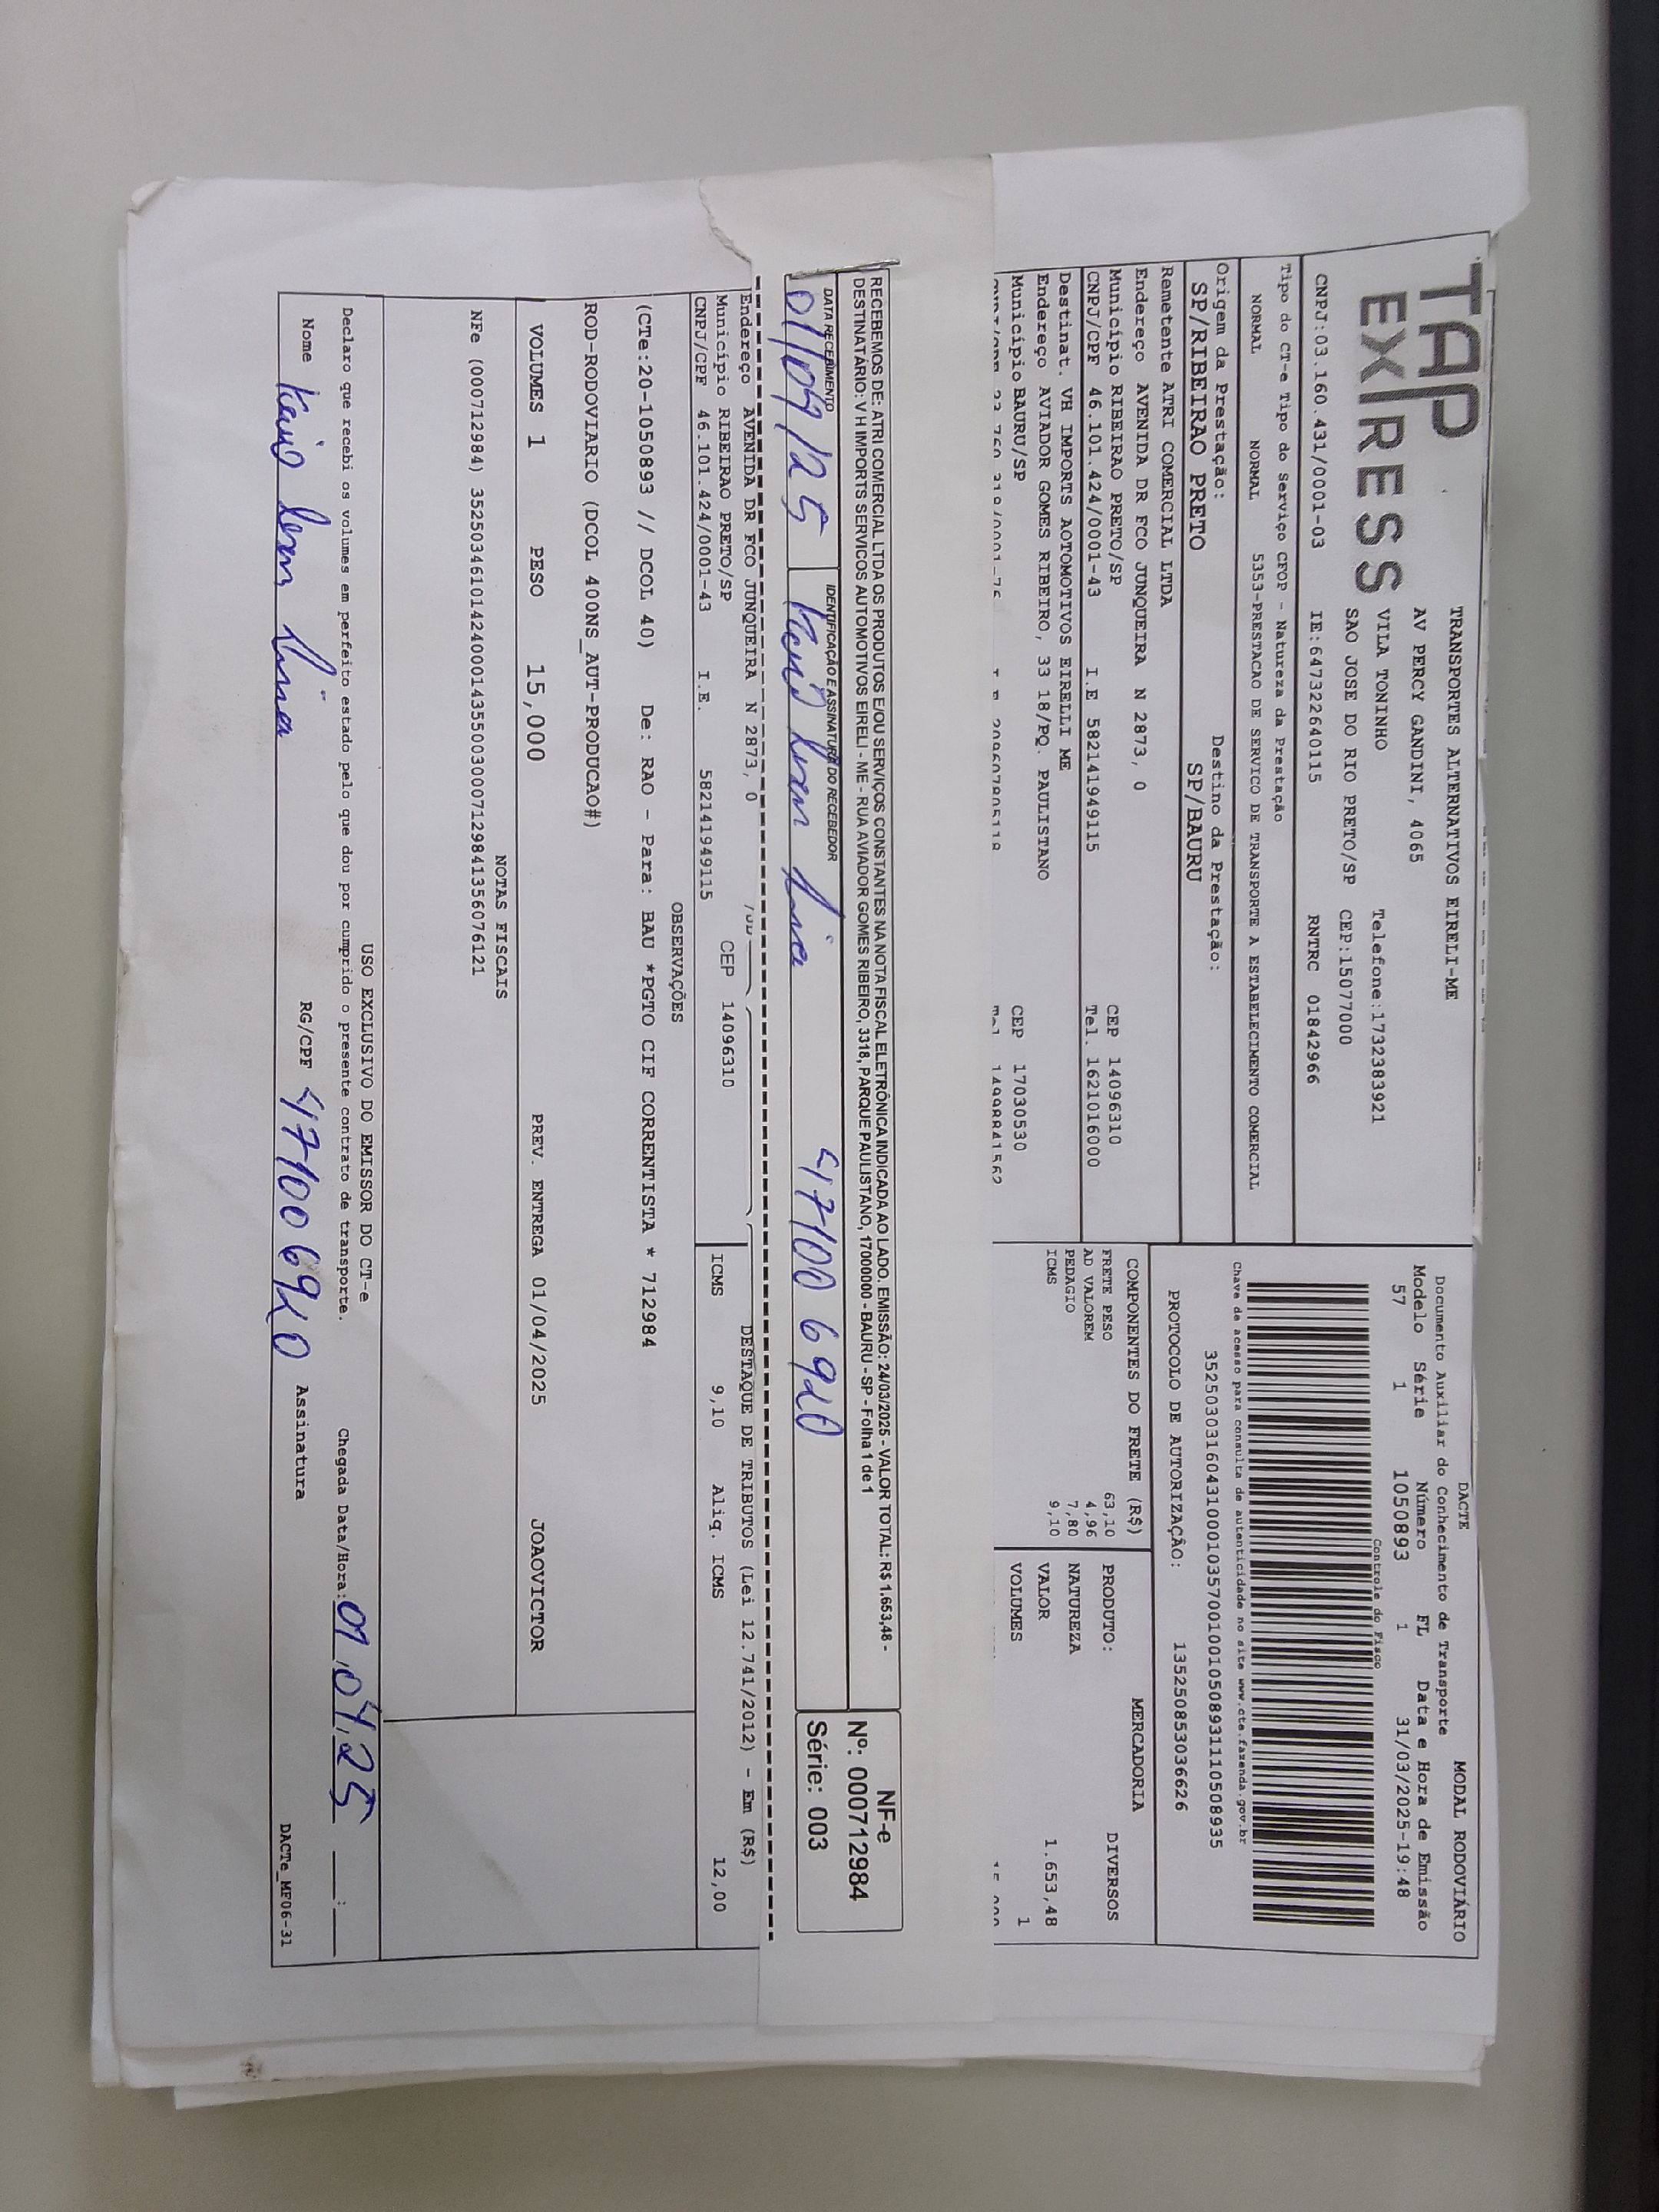 TAP
EXPRESS
TRANSPORTES ALTERNATIVOS EIRELI-ME
AV PERCY GANDINI, 4065
VILA TONINHO Telefone:1732383921
SAO JOSE DO RIO PRETO/SP CEP:15077000
CNPJ:03.160.431/0001-03 IE:647322640115 RNTRC 01842966
Tipo do CT-e Tipo do Serviço CFOP - Natureza da Prestação
NORMAL NORMAL 5353-PRESTACAO DE SERVICO DE TRANSPORTE A ESTABELECIMENTO COMERCIAL
Origem da Prestação: Destino da Prestação:
SP/RIBEIRAO PRETO SP/BAURU
Remetente ATRI COMERCIAL LTDA
Endereço AVENIDA DR FCO JUNQUEIRA N 2873, 0
Município RIBEIRAO PRETO/SP CEP 14096310
CNPJ/CPF 46.101.424/0001-43 I.E 582141949115 Tel. 1621016000
Destinat. VH IMPORTS AOTOMOTIVOS EIRELLI ME
Endereço AVIADOR GOMES RIBEIRO, 33 18/PQ. PAULISTANO
Município BAURU/SP CEP 17030530
DACTE MODAL RODOVIÁRIO
Documento Auxiliar do Conhecimento de Transporte
Modelo Série Número FL Data e Hora de Emissão
57 1 1050893 1 31/03/2025-19:48
Controle do Fisco
Chave de acesso para consulta de autenticidade no site www.cte.fazenda.gov.br
35250303160431000103570010010508931110508935
PROTOCOLO DE AUTORIZAÇÃO: 135250853036626
COMPONENTES DO FRETE (R$)
FRETE PESO 63,10
AD VALOREM 4,96
PEDAGIO 7,80
ICMS 9,10
MERCADORIA
PRODUTO: DIVERSOS
NATUREZA
VALOR 1.653,48
VOLUMES 1
RECEBEMOS DE: ATRI COMERCIAL LTDA OS PRODUTOS E/OU SERVIÇOS CONSTANTES NA NOTA FISCAL ELETRÔNICA INDICADA AO LADO. EMISSÃO: 24/03/2025 - VALOR TOTAL: R$ 1.653,48 -
DESTINATÁRIO: V H IMPORTS SERVICOS AUTOMOTIVOS EIRELI - ME - RUA AVIADOR GOMES RIBEIRO, 3318, PARQUE PAULISTANO, 17000000 - BAURU - SP - Folha 1 de 1
DATA RECEBIMENTO IDENTIFICAÇÃO E ASSINATURA DO RECEBEDOR
01/04/25 47100 6920
NF-e
Nº: 000712984
Série: 003
Endereço AVENIDA DR FCO JUNQUEIRA N 2873, 0
Município RIBEIRAO PRETO/SP CEP 14096310
CNPJ/CPF 46.101.424/0001-43 I.E. 582141949115
DESTAQUE DE TRIBUTOS (Lei 12.741/2012) - Em (R$)
ICMS 9,10 Aliq. ICMS 12,00
OBSERVAÇÕES
(CTe:20-1050893 // DCOL 40) De: RAO - Para: BAU *PGTO CIF CORRENTISTA * 712984
ROD-RODOVIARIO (DCOL 400NS_AUT-PRODUCAO#)
VOLUMES 1 PESO 15,000 PREV. ENTREGA 01/04/2025 JOAOVICTOR
NOTAS FISCAIS
NFe (000712984) 35250346101424000143550030007129841356076121
USO EXCLUSIVO DO EMISSOR DO CT-e
Declaro que recebi os volumes em perfeito estado pelo que dou por cumprido o presente contrato de transporte. Chegada Data/Hora: 01.04.25 :
Nome RG/CPF 47100 6920 Assinatura
DACTe_MF06-31